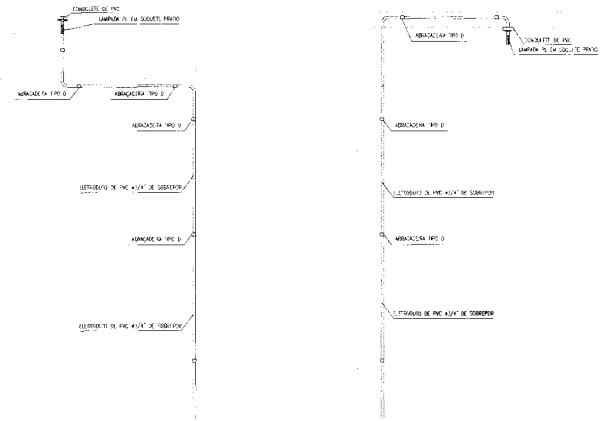 CONDULETE DE PVC
LAMPADA PL EM SOQUETE PRATO
ABRACADEIRA TIPO D
ABRAÇADEIRA TIPO D
ABRACADEIRA TIPO D
ELETRODUTO DE PVC ø3/4" DE SOBREPOR
ABRACADEIRA TIPO D
ELETRODUTO DE PVC ø3/4" DE SOBREPOR
ABRACADEIRA TIPO D
CONDULETE DE PVC
LAMPADA PL EM SOQUETE PRATO
ABRACADEIRA TIPO D
ELETRODUTO DE PVC ø3/4" DE SOBREPOR
ABRACADEIRA TIPO D
ELETRODUTO DE PVC ø3/4" DE SOBREPOR